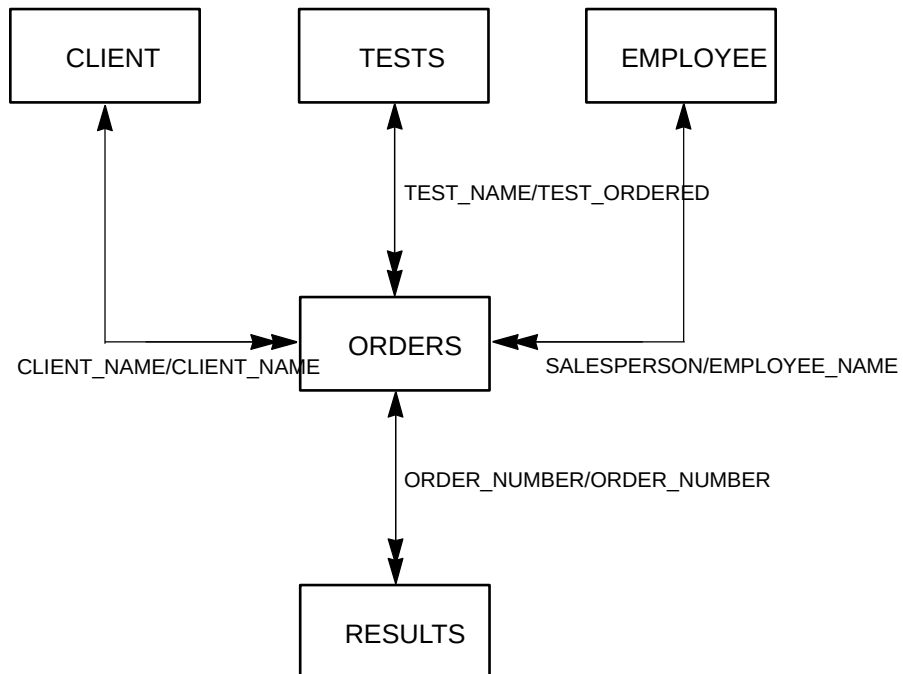 CLIENT
TESTS
EMPLOYEE
TEST_NAME/TEST_ORDERED
ORDERS
CLIENT_NAME/CLIENT_NAME
SALESPERSON/EMPLOYEE_NAME
ORDER_NUMBER/ORDER_NUMBER
RESULTS